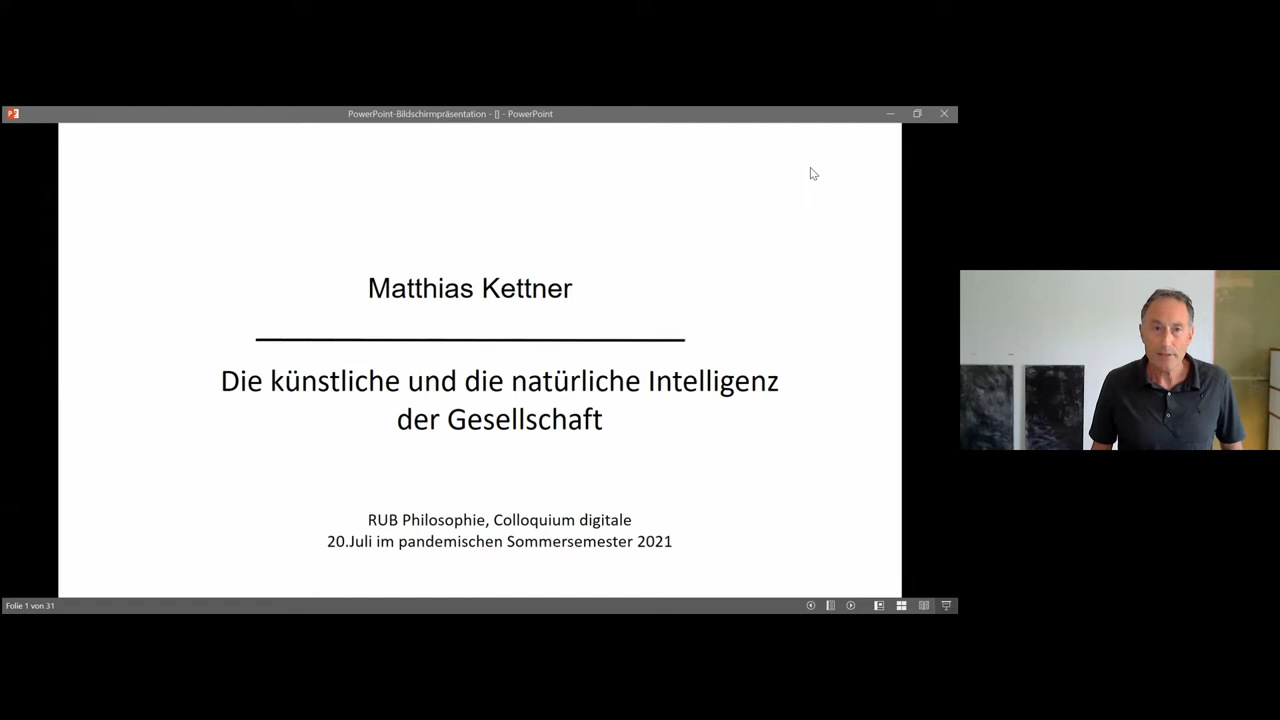 PowerPoint-Bildschirmpräsentation - [] - PowerPoint
Matthias Kettner
Die künstliche und die natürliche Intelligenz
der Gesellschaft
RUB Philosophie, Colloquium digitale
20.Juli im pandemischen Sommersemester 2021
Folie 1 von 31